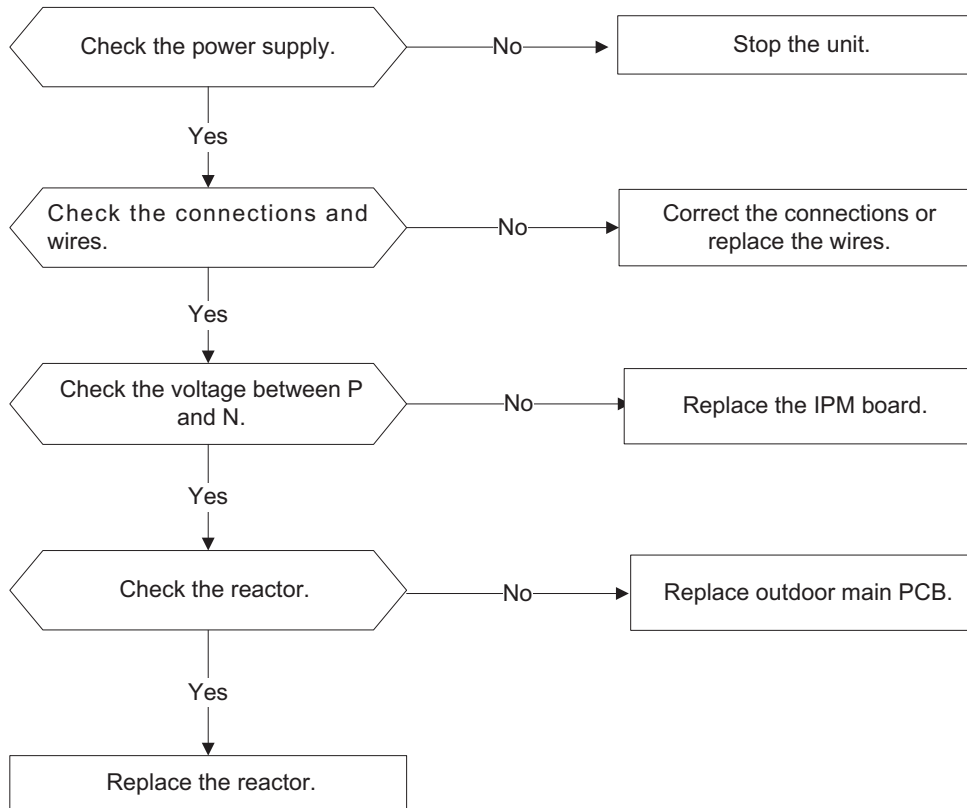 Check the power supply.
No
Stop the unit.
Yes
Check the connections and
wires.
No
Correct the connections or
replace the wires.
Yes
Check the voltage between P
and N.
No
Replace the IPM board.
Yes
Check the reactor.
No
Replace outdoor main PCB.
Yes
Replace the reactor.